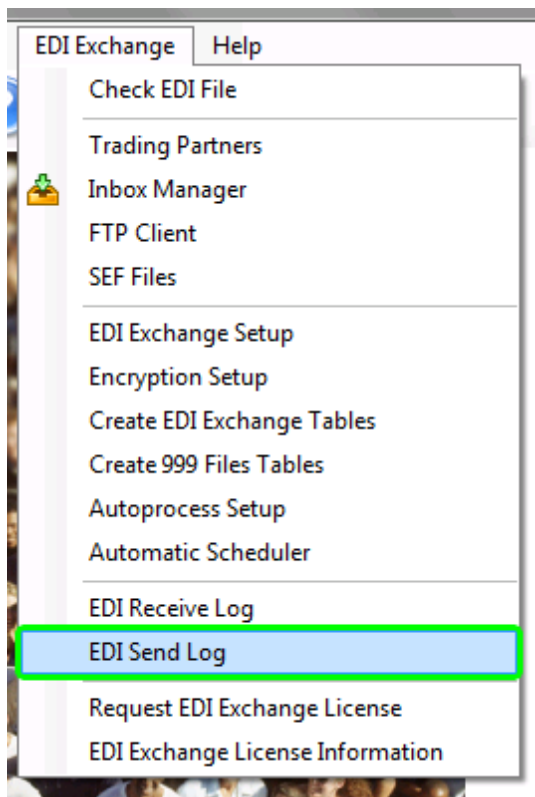 EDI Exchange Help
Check EDI File
Trading Partners
Inbox Manager
FTP Client
SEF Files
EDI Exchange Setup
Encryption Setup
Create EDI Exchange Tables
Create 999 Files Tables
Autoprocess Setup
Automatic Scheduler
EDI Receive Log
EDI Send Log
Request EDI Exchange License
EDI Exchange License Information